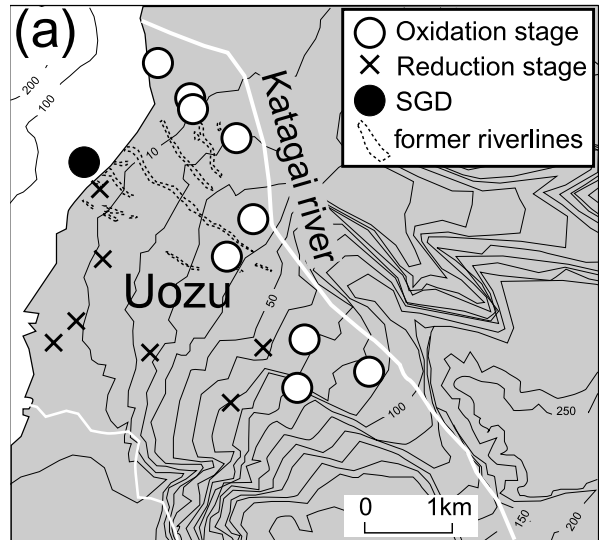 (a)
Oxidation stage
Reduction stage
SGD
former riverlines
200
100
10
Katagai river
Uozu
50
100
250
0 1km
150
200